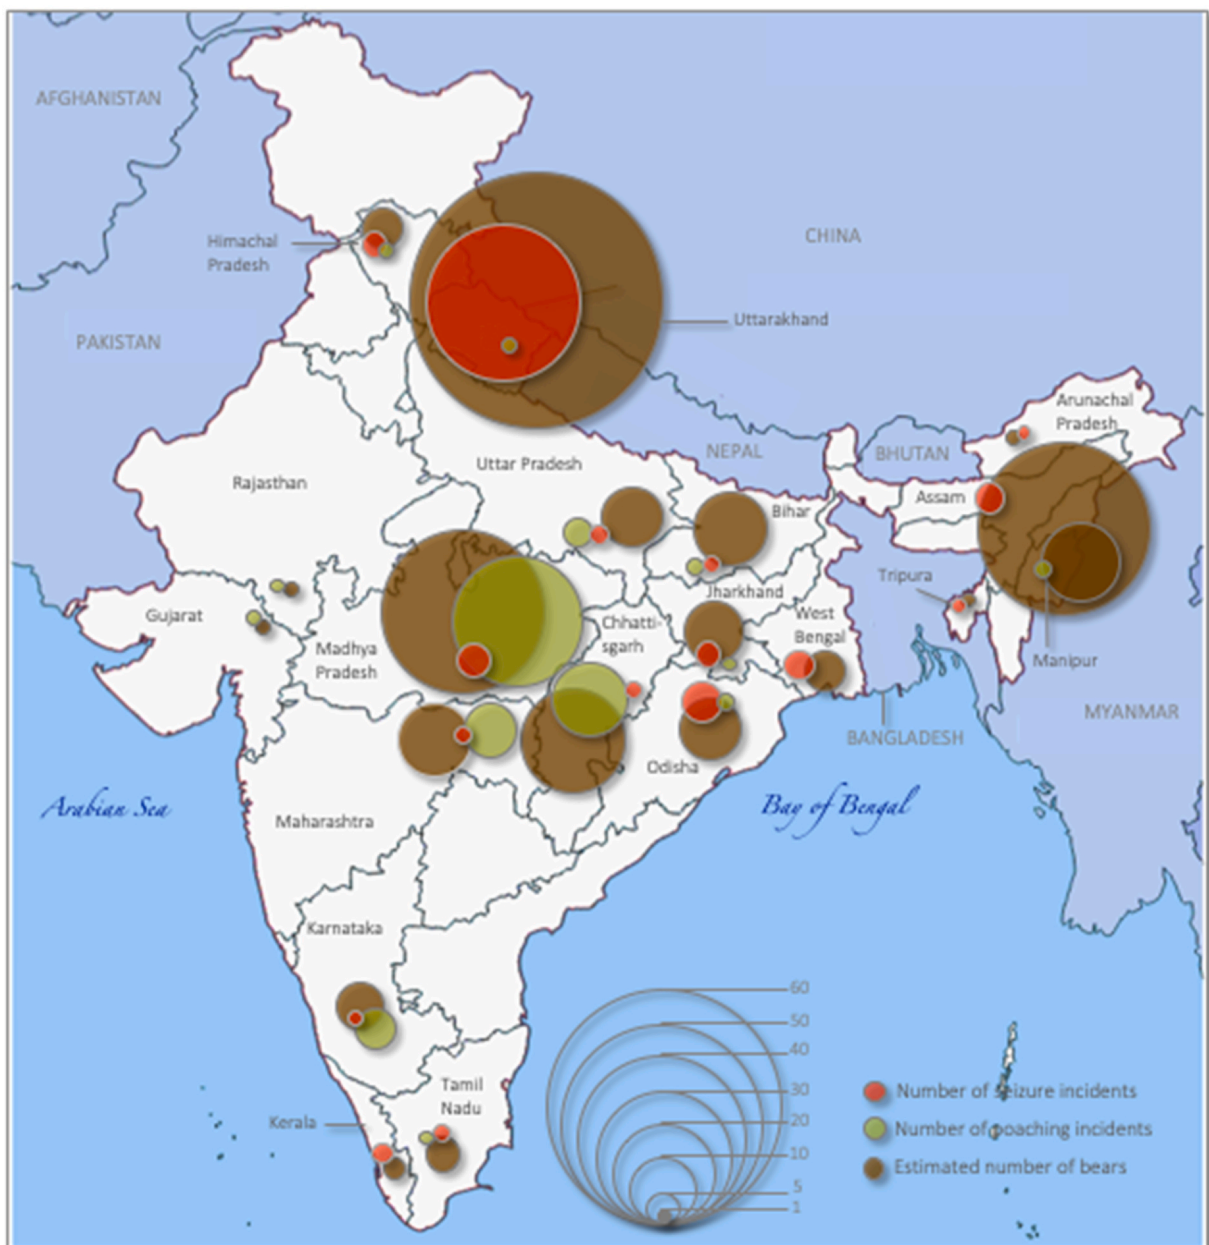 AFGHANISTAN
CHINA
Himachal
Pradesh
Uttarakhand
PAKISTAN
Arunachal
Pradesh
NEPAL
BHUTAN
Uttar Pradesh
Rajasthan
Assam
Bihar
Tripura
Jharkhand
Gujarat
West
Bengal
Chhatti-
sgarh
Madhya
Pradesh
Manipur
MYANMAR
BANGLADESH
Odisha
Arabian Sea
Bay of Bengal
Maharashtra
Karnataka
60
50
40
30
20
10
5
1
Tamil
Nadu
Kerala
Number of seizure incidents
Number of poaching incidents
Estimated number of bears